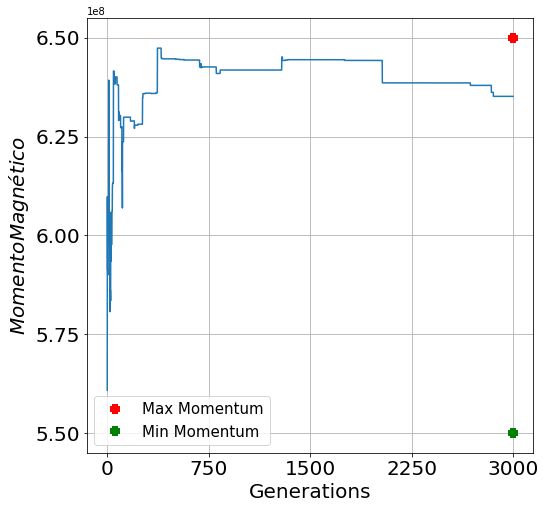 1e8
6.50
6.25
6.00
5.75
5.50
MomentoMagnético
Max Momentum
Min Momentum
0 750 1500 2250 3000
Generations